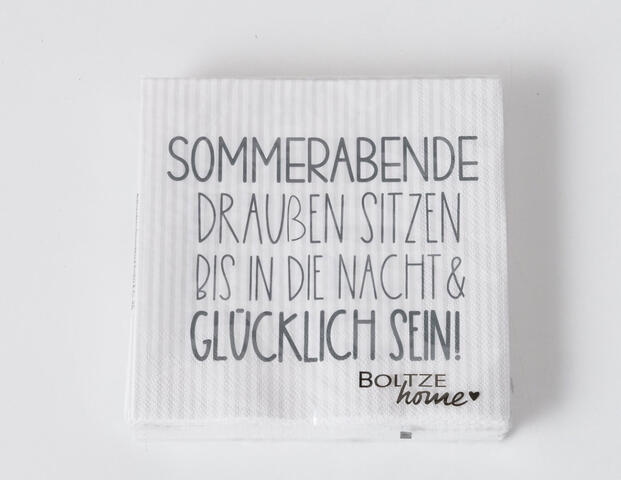 SOMMERABENDE
DRAUßEN SITZEN
BIS IN DIE NACHT &
GLÜCKLICH SEIN!
BOLTZE
home